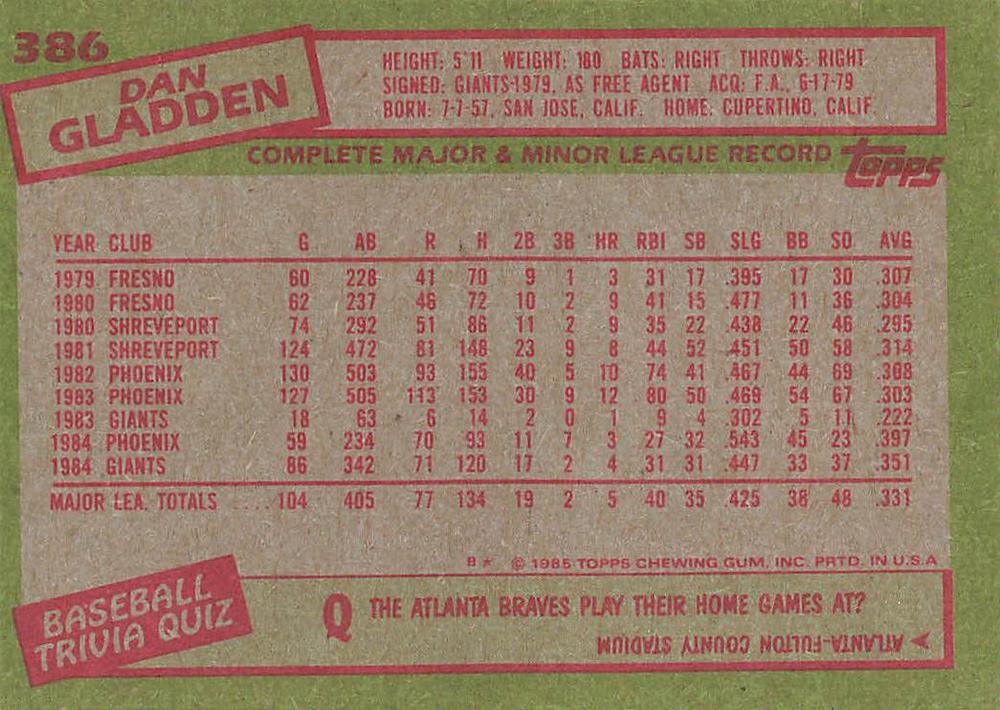 386
DAN
GLADDEN
HEIGHT: 5'11 WEIGHT: 180 BATS: RIGHT THROWS: RIGHT
SIGNED: GIANTS-1979, AS FREE AGENT ACQ: F.A., 6-17-79
BORN: 7-7-57, SAN JOSE, CALIF. HOME: CUPERTINO, CALIF.
COMPLETE MAJOR & MINOR LEAGUE RECORD topps
YEAR CLUB G AB R H 2B 3B HR RBI SB SLG BB SO AVG
1979 FRESNO 60 228 41 70 9 1 3 31 17 .395 17 30 .307
1980 FRESNO 62 237 46 72 10 2 9 41 15 .477 11 36 .304
1980 SHREVEPORT 74 292 51 86 11 2 9 35 22 .438 22 46 .295
1981 SHREVEPORT 124 472 81 148 23 9 8 44 52 .451 50 58 .314
1982 PHOENIX 130 503 93 155 40 5 10 74 41 .467 44 69 .308
1983 PHOENIX 127 505 113 153 30 9 12 80 50 .469 54 67 .303
1983 GIANTS 18 63 6 14 2 0 1 9 4 .302 5 11 .222
1984 PHOENIX 59 234 70 93 11 7 3 27 32 .543 45 23 .397
1984 GIANTS 86 342 71 120 17 2 4 31 31 .447 33 37 .351
MAJOR LEA. TOTALS ....104 405 77 134 19 2 5 40 35 .425 38 48 .331
B* © 1985 TOPPS CHEWING GUM, INC. PRTD. IN U.S.A
BASEBALL
TRIVIA QUIZ
Q THE ATLANTA BRAVES PLAY THEIR HOME GAMES AT?
ATLANTA-FULTON COUNTY STADIUM